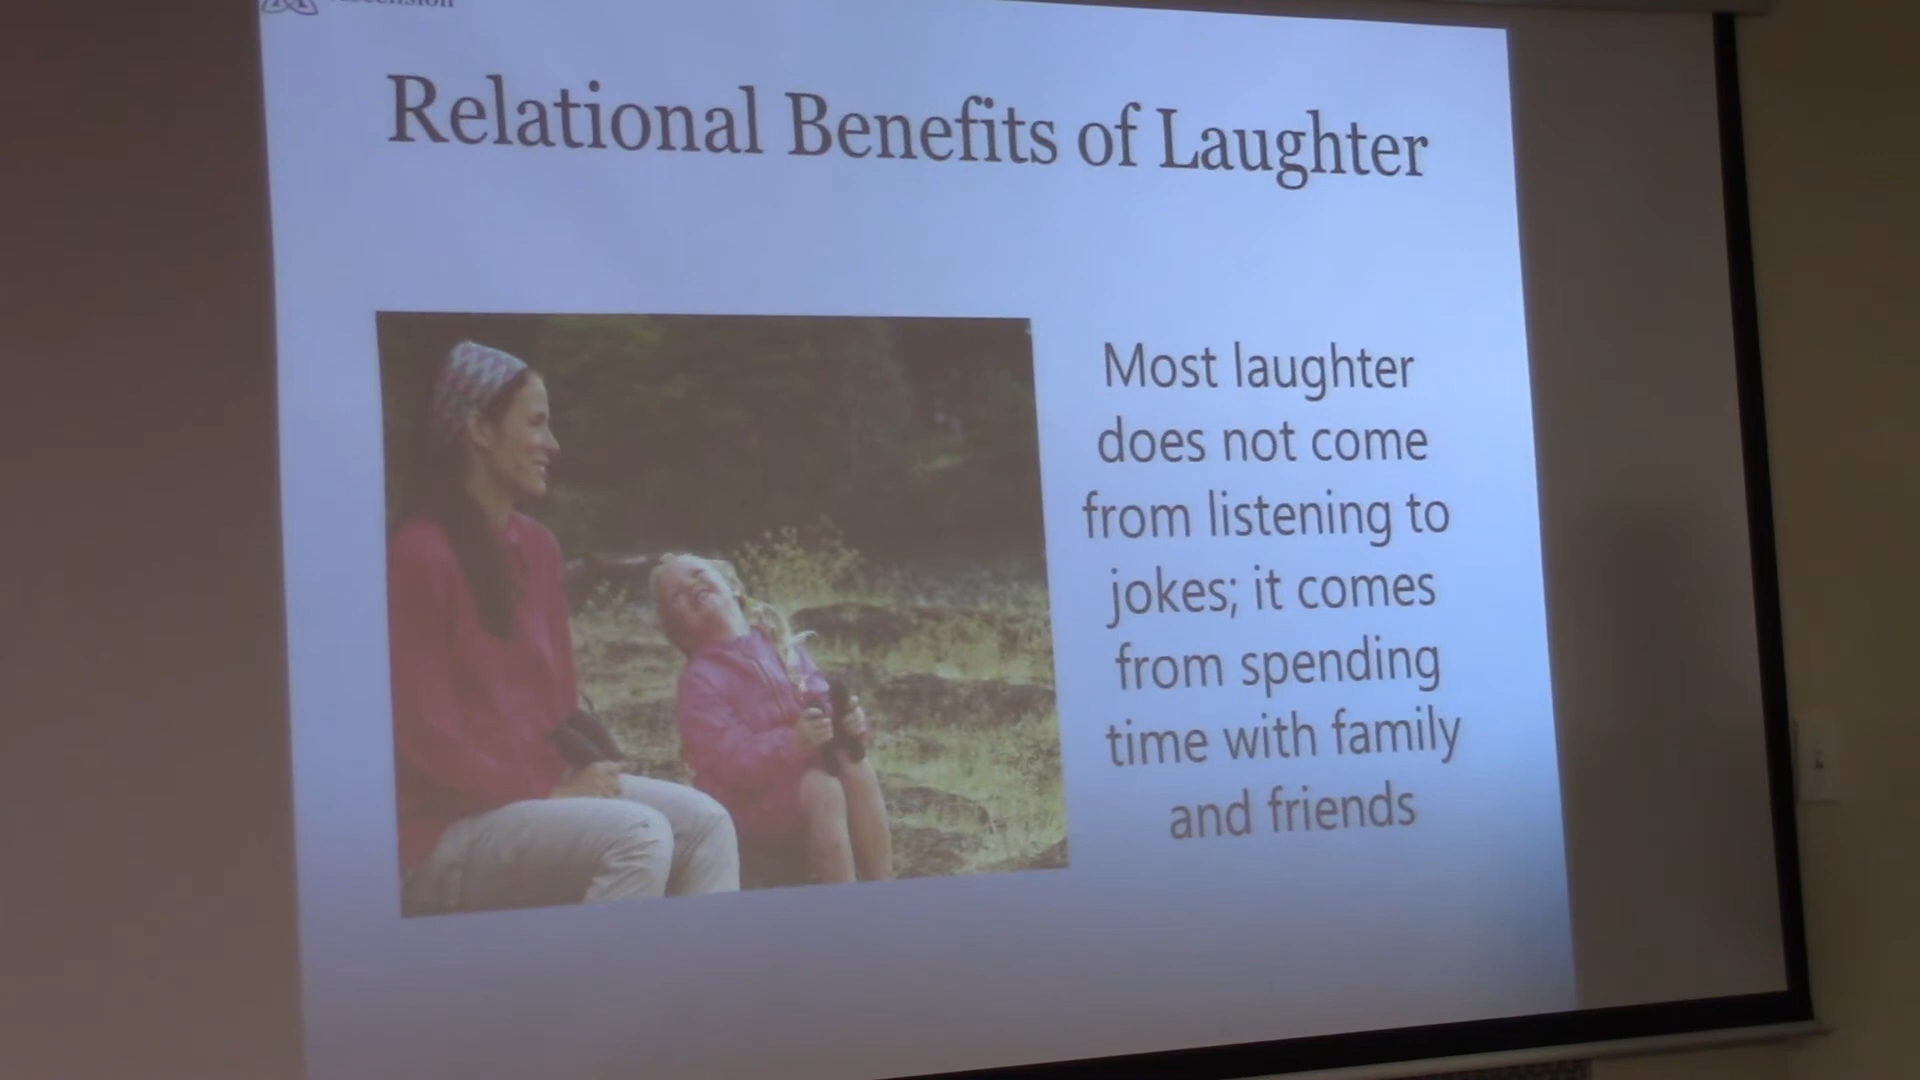 Relational Benefits of Laughter
Most laughter
does not come
from listening to
jokes; it comes
from spending
time with family
and friends